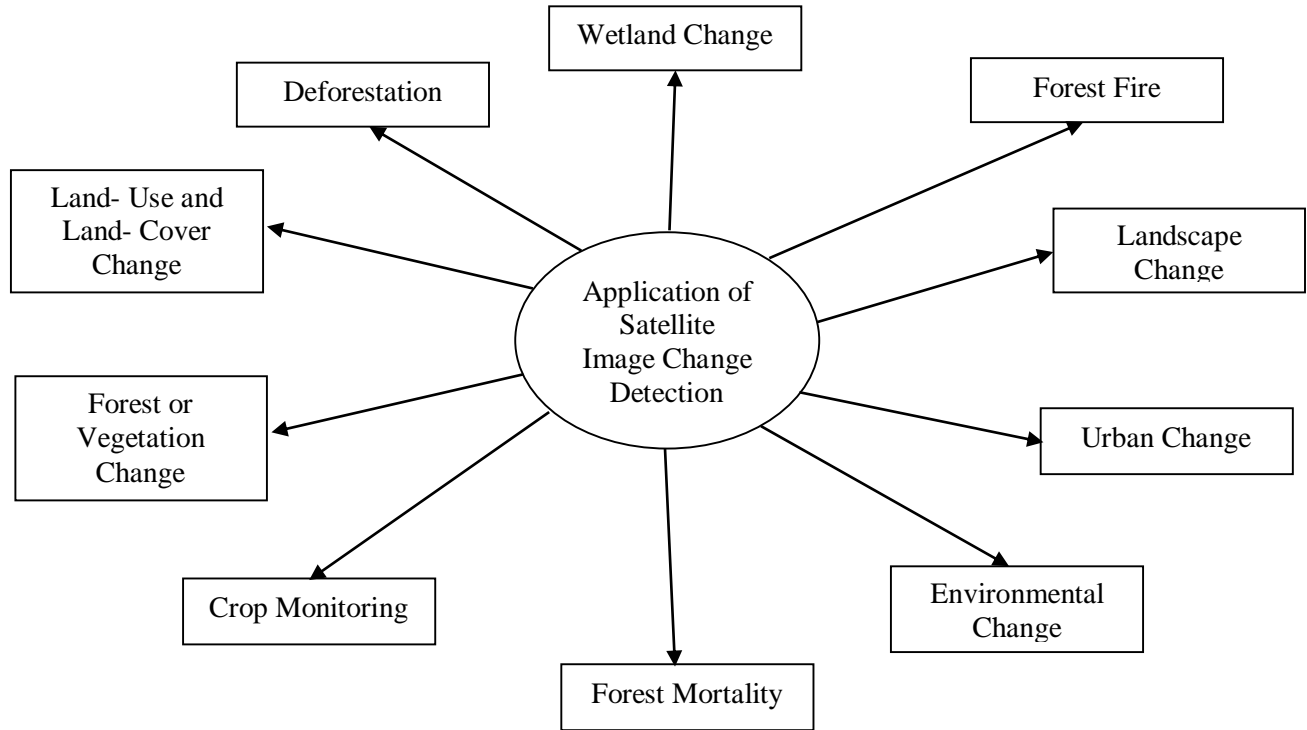 Wetland Change
Deforestation
Forest Fire
Land- Use and
Land- Cover
Change
Landscape
Change
Application of
Satellite
Image Change
Detection
Forest or
Vegetation
Change
Urban Change
Crop Monitoring
Environmental
Change
Forest Mortality